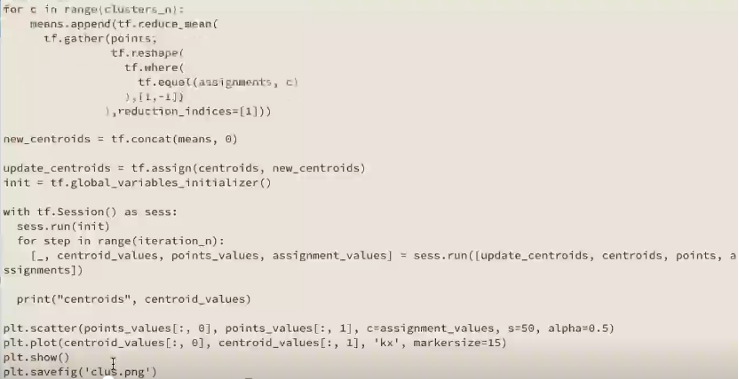 for c in range(clusters_n):
    means.append(tf.reduce_mean(
      tf.gather(points,
                tf.reshape(
                  tf.where(
                    tf.equal(assignments, c)
                  ),[1,-1])
               ),reduction_indices=[1]))
new_centroids = tf.concat(means, 0)
update_centroids = tf.assign(centroids, new_centroids)
init = tf.global_variables_initializer()
with tf.Session() as sess:
  sess.run(init)
  for step in range(iteration_n):
    [_, centroid_values, points_values, assignment_values] = sess.run([update_centroids, centroids, points, a
ssignments])
  print("centroids", centroid_values)
plt.scatter(points_values[:, 0], points_values[:, 1], c=assignment_values, s=50, alpha=0.5)
plt.plot(centroid_values[:, 0], centroid_values[:, 1], 'kx', markersize=15)
plt.show()
plt.savefig('clus.png')